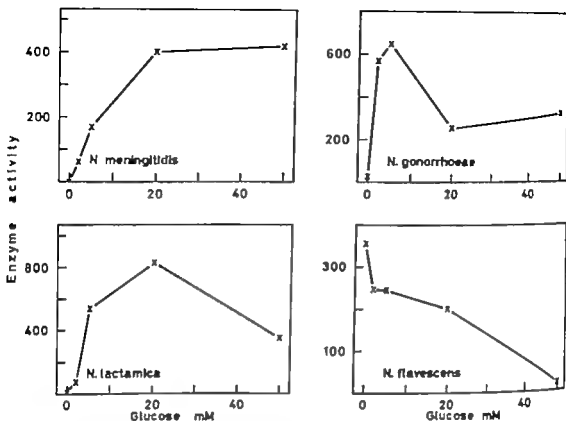 400
200
N. meningitidis
0 20 40
600
200
N. gonorrhoeae
0 20 40
Enzyme activity
800
400
N. lactamica
0 20 40
Glucose mM
300
100
N. flavescens
0 20 40
Glucose mM